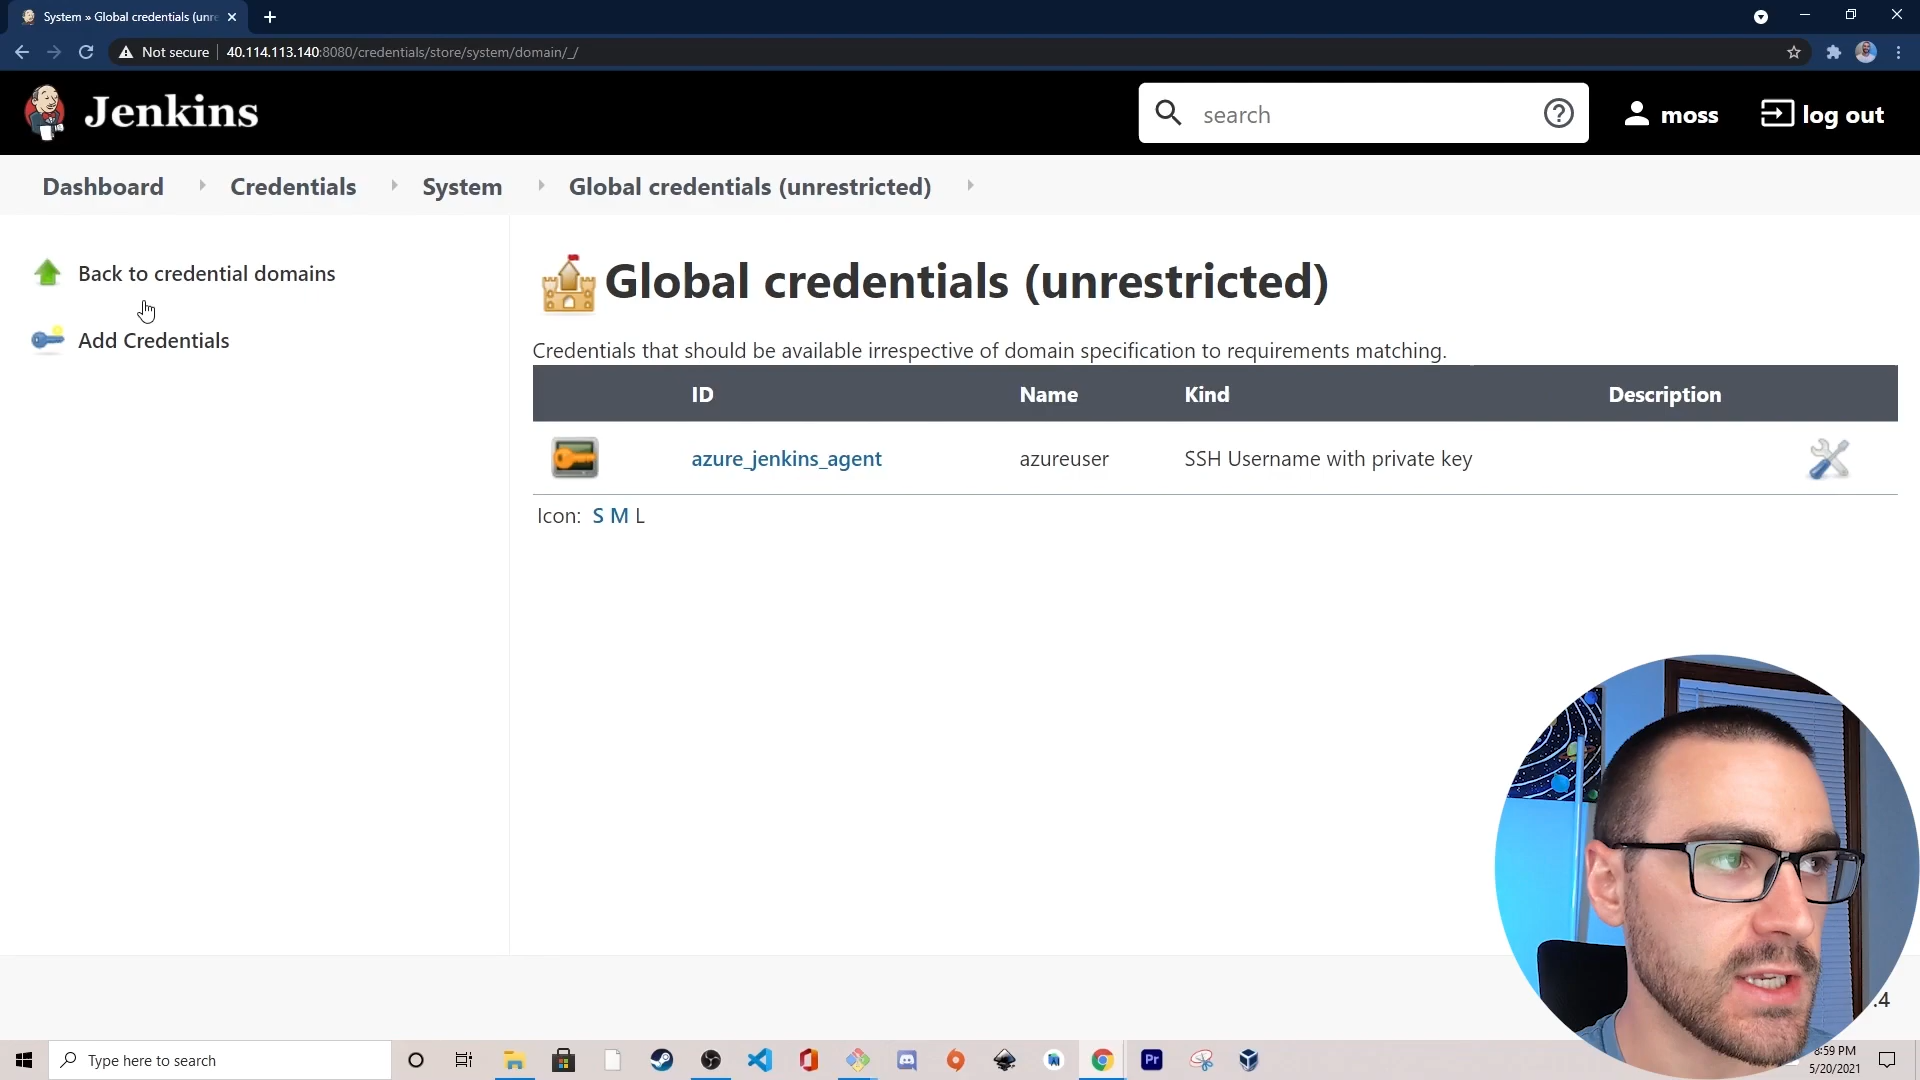 System » Global credentials (unre
Not secure
40.114.113.140:8080/credentials/store/system/domain/_/
Jenkins
search
moss
log out
Dashboard
Credentials
System
Global credentials (unrestricted)
Back to credential domains
Add Credentials
Global credentials (unrestricted)
Credentials that should be available irrespective of domain specification to requirements matching.
ID Name Kind Description
azure_jenkins_agent azureuser SSH Username with private key
Icon: S M L
.4
Type here to search
Pr
8:59 PM
5/20/2021